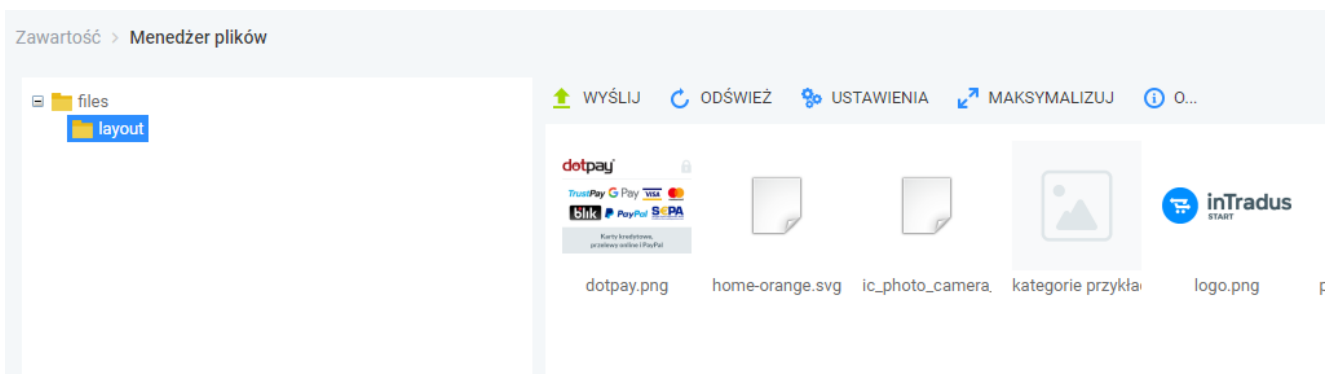 Zawartość > Menedżer plików
files
layout
WYŚLIJ ODŚWIEŻ USTAWIENIA MAKSYMALIZUJ O...
dotpay
TrustPay G Pay VISA
blik PayPal SEPA
Karty kredytowe,
przelewy online i PayPal
inTradus
START
dotpay.png home-orange.svg ic_photo_camera_ kategorie przykła logo.png p